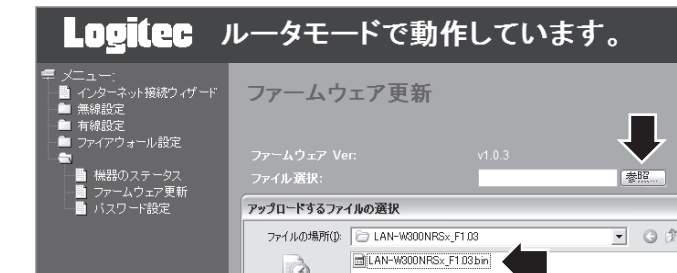 Logitec ルータモードで動作しています。
メニュー:
インターネット接続ウィザード
無線設定
有線設定
ファイアウォール設定
機器のステータス
ファームウェア更新
パスワード設定
ファームウェア更新
ファームウェア Ver: v1.0.3
ファイル選択: 参照...
アップロードするファイルの選択
ファイルの場所(I): LAN-W300NRSx_F1.03
LAN-W300NRSx_F1.03.bin